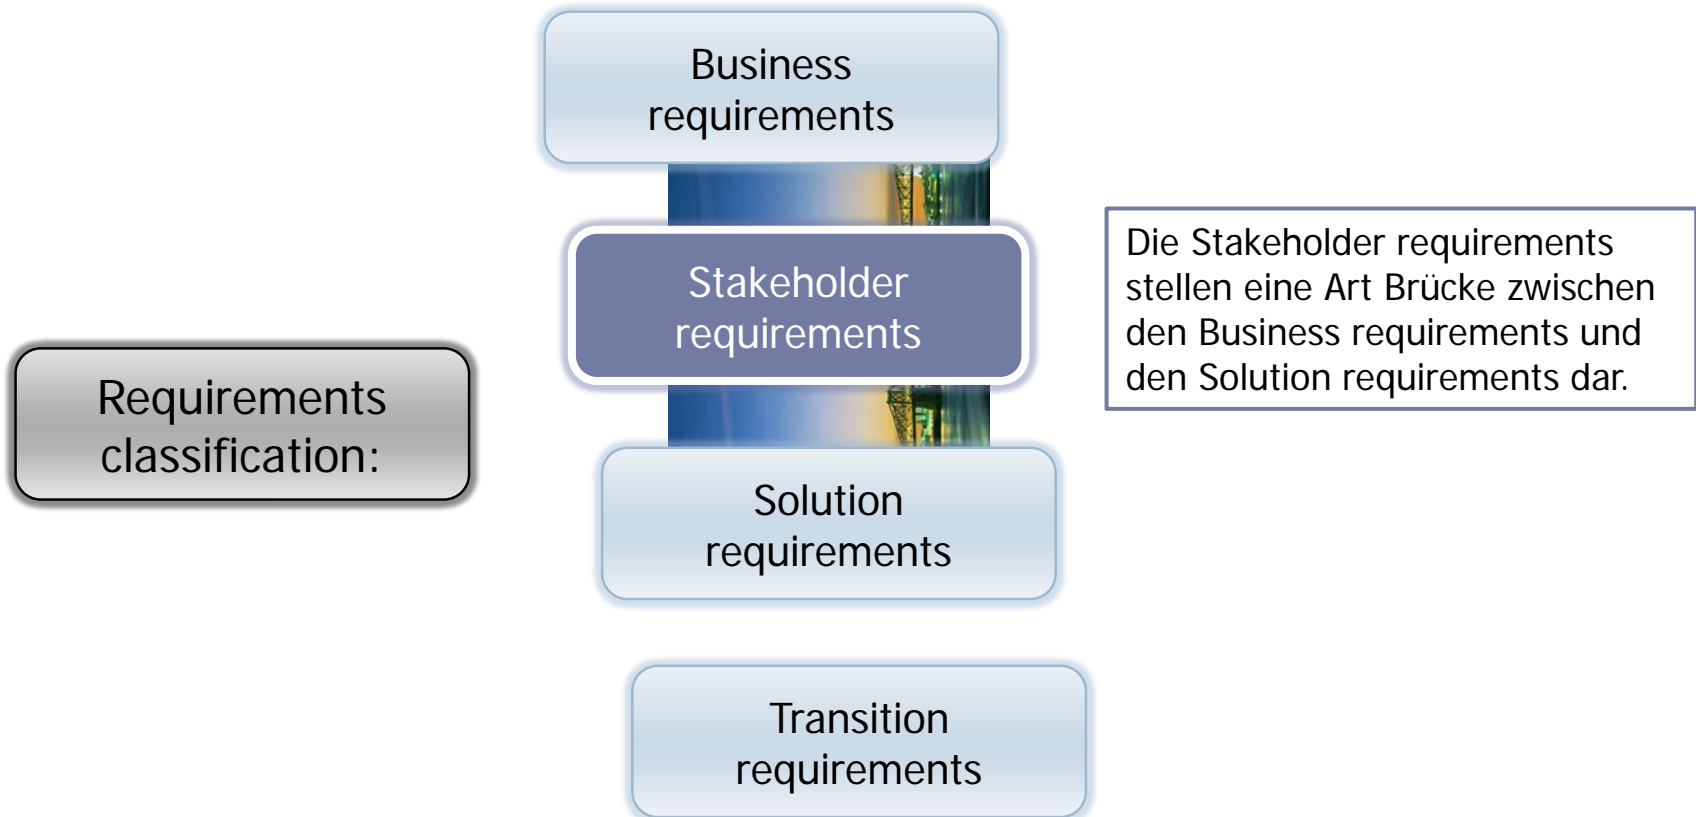 Business
requirements
Stakeholder
requirements
Die Stakeholder requirements
stellen eine Art Brücke zwischen
den Business requirements und
den Solution requirements dar.
Requirements
classification:
Solution
requirements
Transition
requirements